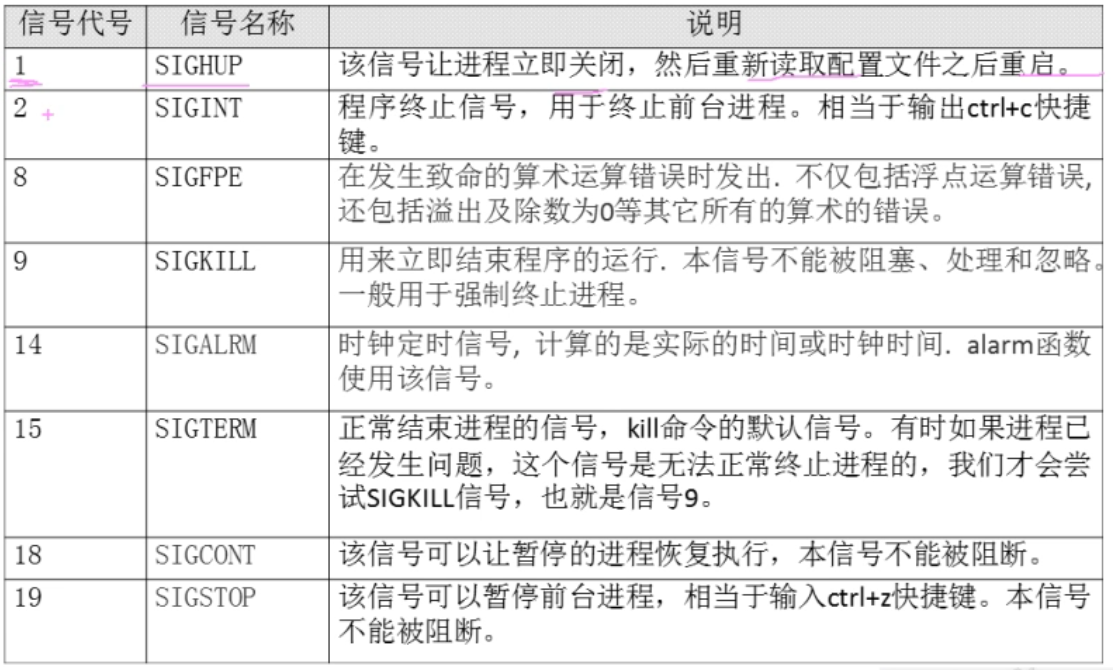 信号代号 信号名称 说明
1 SIGHUP 该信号让进程立即关闭，然后重新读取配置文件之后重启。
2 SIGINT 程序终止信号，用于终止前台进程。相当于输出ctrl+c快捷
键。
8 SIGFPE 在发生致命的算术运算错误时发出. 不仅包括浮点运算错误,
还包括溢出及除数为0等其它所有的算术的错误。
9 SIGKILL 用来立即结束程序的运行. 本信号不能被阻塞、处理和忽略。
一般用于强制终止进程。
14 SIGALRM 时钟定时信号, 计算的是实际的时间或时钟时间. alarm函数
使用该信号。
15 SIGTERM 正常结束进程的信号，kill命令的默认信号。有时如果进程已
经发生问题，这个信号是无法正常终止进程的，我们才会尝
试SIGKILL信号，也就是信号9。
18 SIGCONT 该信号可以让暂停的进程恢复执行，本信号不能被阻断。
19 SIGSTOP 该信号可以暂停前台进程，相当于输入ctrl+z快捷键。本信号
不能被阻断。